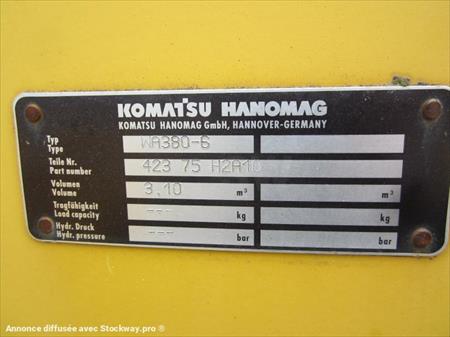 KOMATSU HANOMAG
KOMATSU HANOMAG GmbH, HANNOVER-GERMANY
Typ
Type WA380-6
Teile Nr.
Part number 423 75 H2A10
Volumen
Volume 3,10 m³ m³
Tragfähigkeit
Load capacity --- kg kg
Hydr. Druck
Hydr. pressure --- bar bar
Annonce diffusée avec Stockway.pro ®